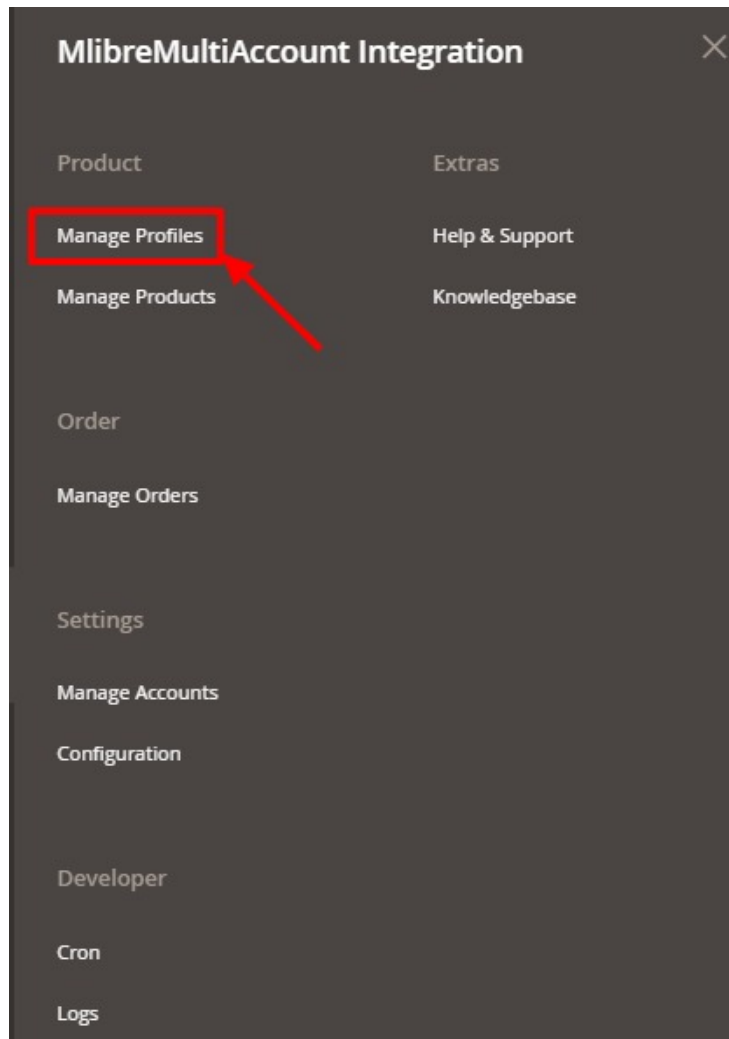 MlibreMultiAccount Integration
Product
Manage Profiles
Manage Products
Extras
Help & Support
Knowledgebase
Order
Manage Orders
Settings
Manage Accounts
Configuration
Developer
Cron
Logs